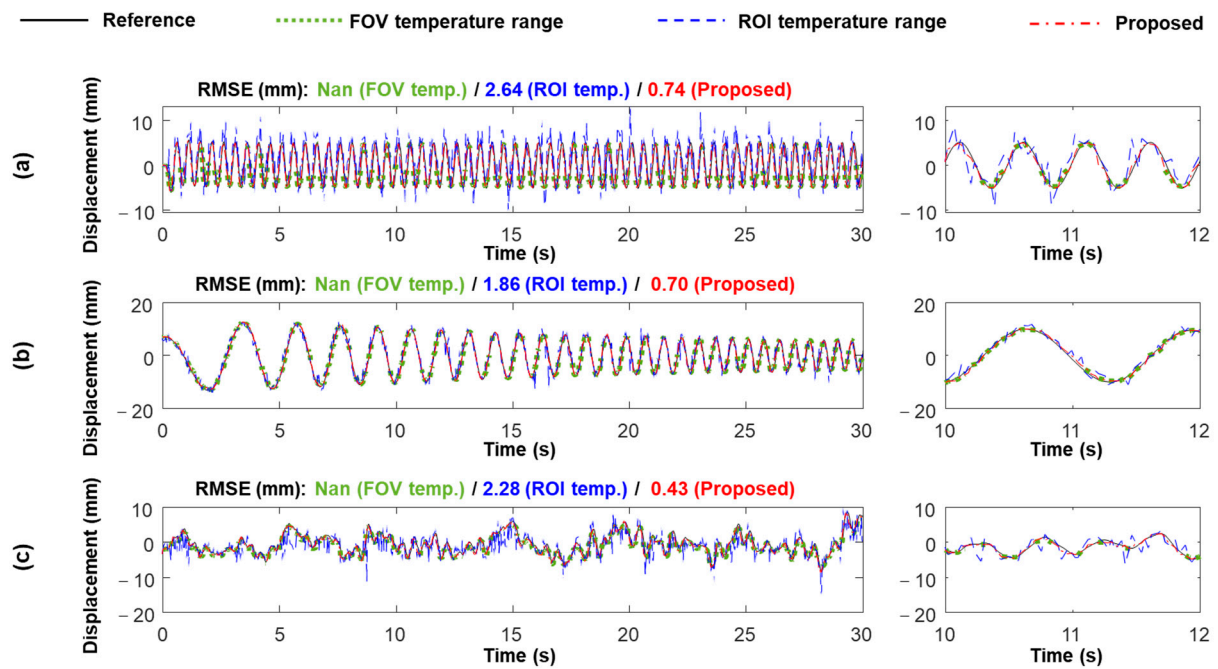 Reference FOV temperature range ROI temperature range Proposed
RMSE (mm): Nan (FOV temp.) / 2.64 (ROI temp.) / 0.74 (Proposed)
(a)
Displacement (mm)
10
0
−10
0 5 10 15 20 25 30
Time (s)
10
0
−10
10 11 12
Time (s)
RMSE (mm): Nan (FOV temp.) / 1.86 (ROI temp.) / 0.70 (Proposed)
(b)
Displacement (mm)
20
0
−20
0 5 10 15 20 25 30
Time (s)
20
0
−20
10 11 12
Time (s)
RMSE (mm): Nan (FOV temp.) / 2.28 (ROI temp.) / 0.43 (Proposed)
(c)
Displacement (mm)
10
0
−10
−20
0 5 10 15 20 25 30
Time (s)
10
0
−10
−20
10 11 12
Time (s)